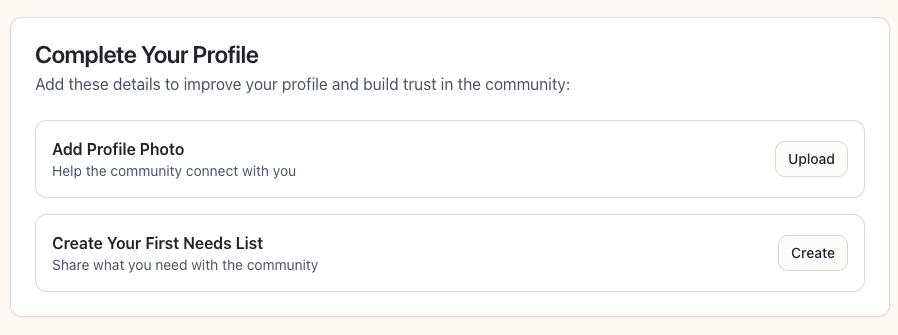 Complete Your Profile
Add these details to improve your profile and build trust in the community:
Add Profile Photo
Help the community connect with you
Upload
Create Your First Needs List
Share what you need with the community
Create